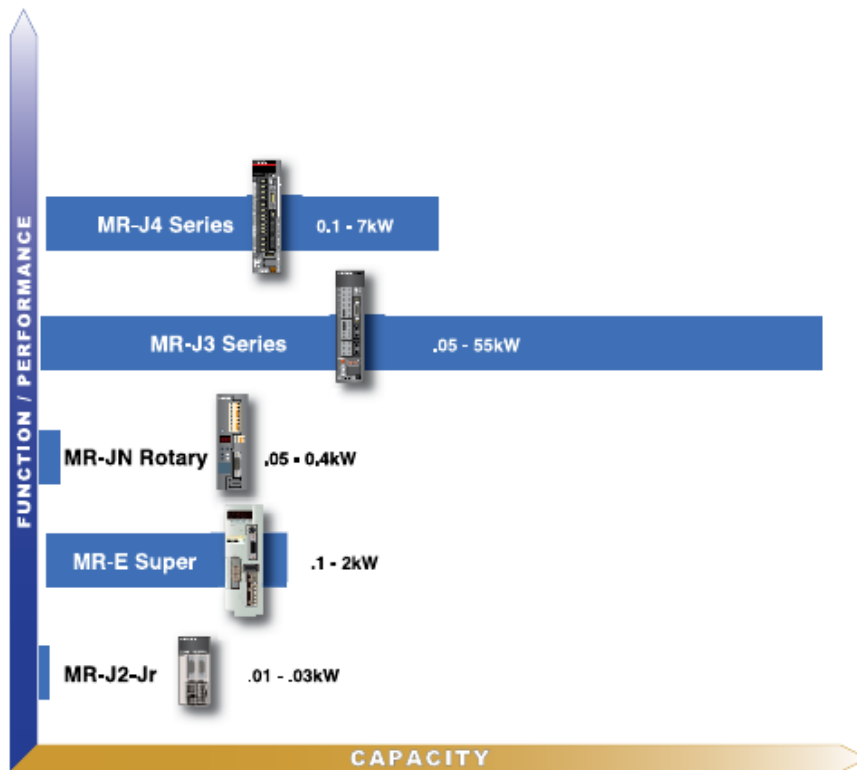 FUNCTION / PERFORMANCE
MR-J4 Series 0.1 - 7kW
MR-J3 Series .05 - 55kW
MR-JN Rotary .05 - 0.4kW
MR-E Super .1 - 2kW
MR-J2-Jr .01 - .03kW
CAPACITY